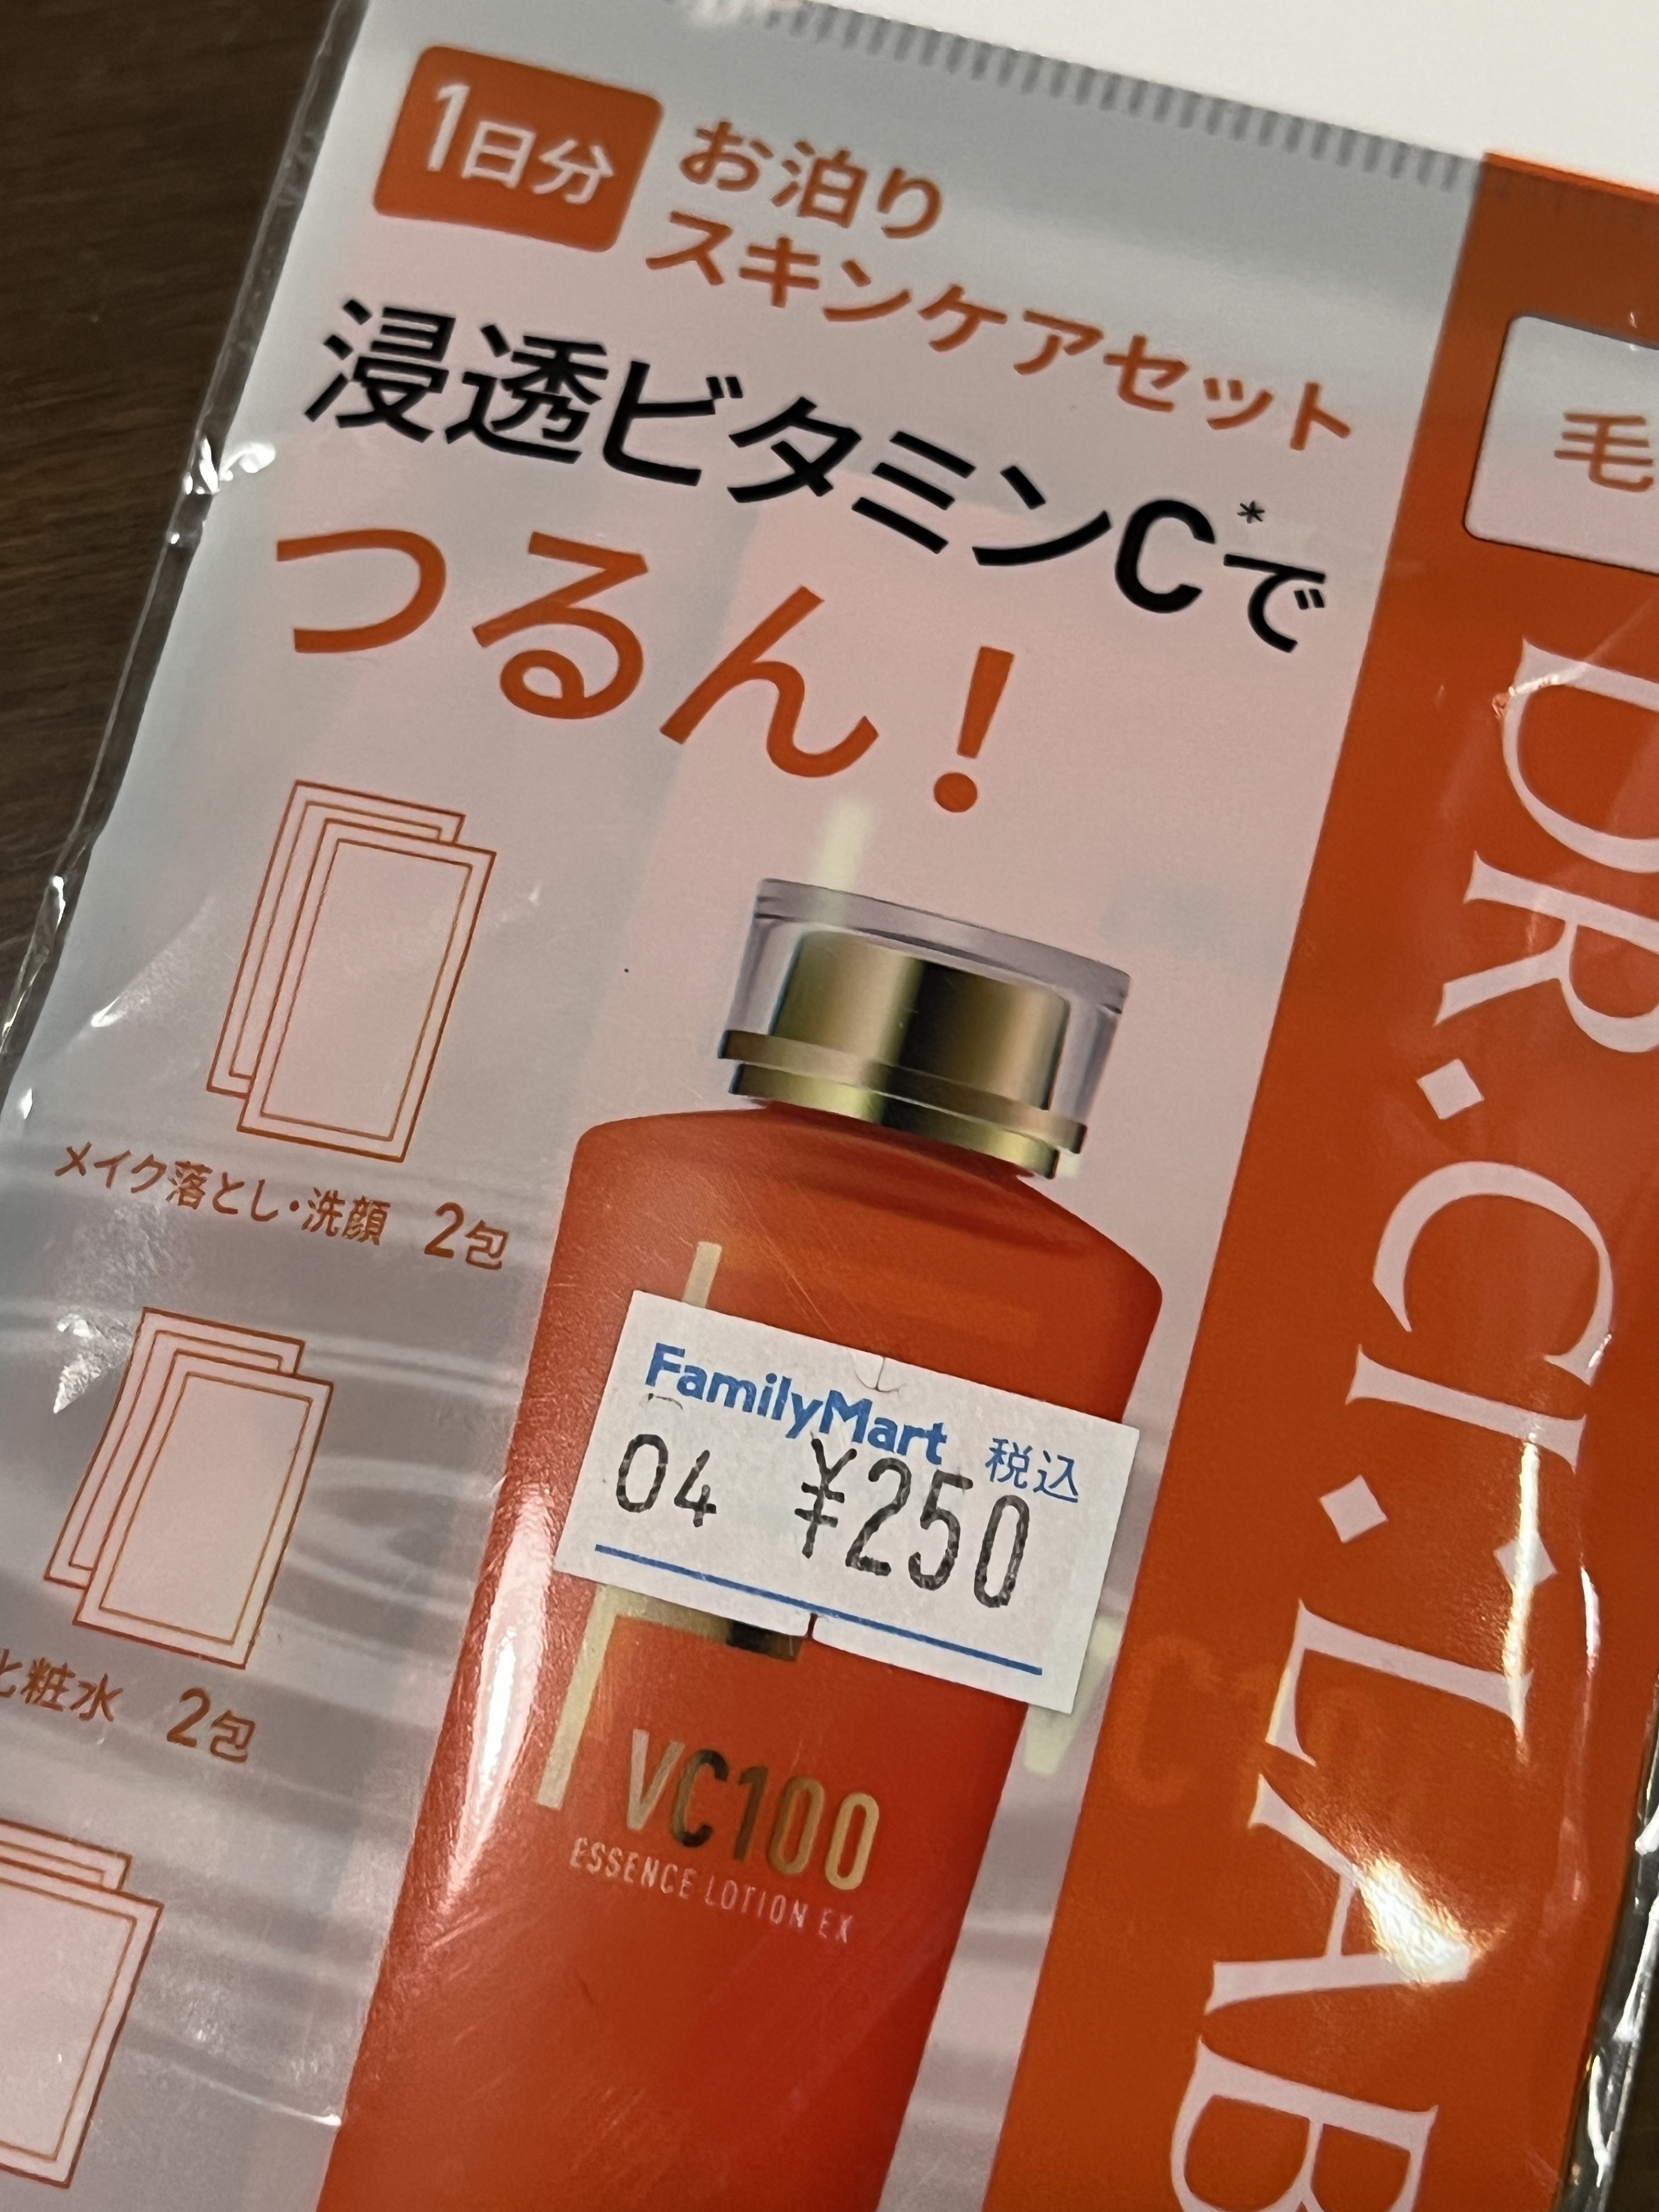 1日分
お泊り
スキンケアセット
浸透ビタミンC*で
つるん!
メイク落とし・洗顔 2包
化粧水 2包
FamilyMart 税込
04 ¥250
VC100
ESSENCE LOTION EX
毛
DR.CI:LAB